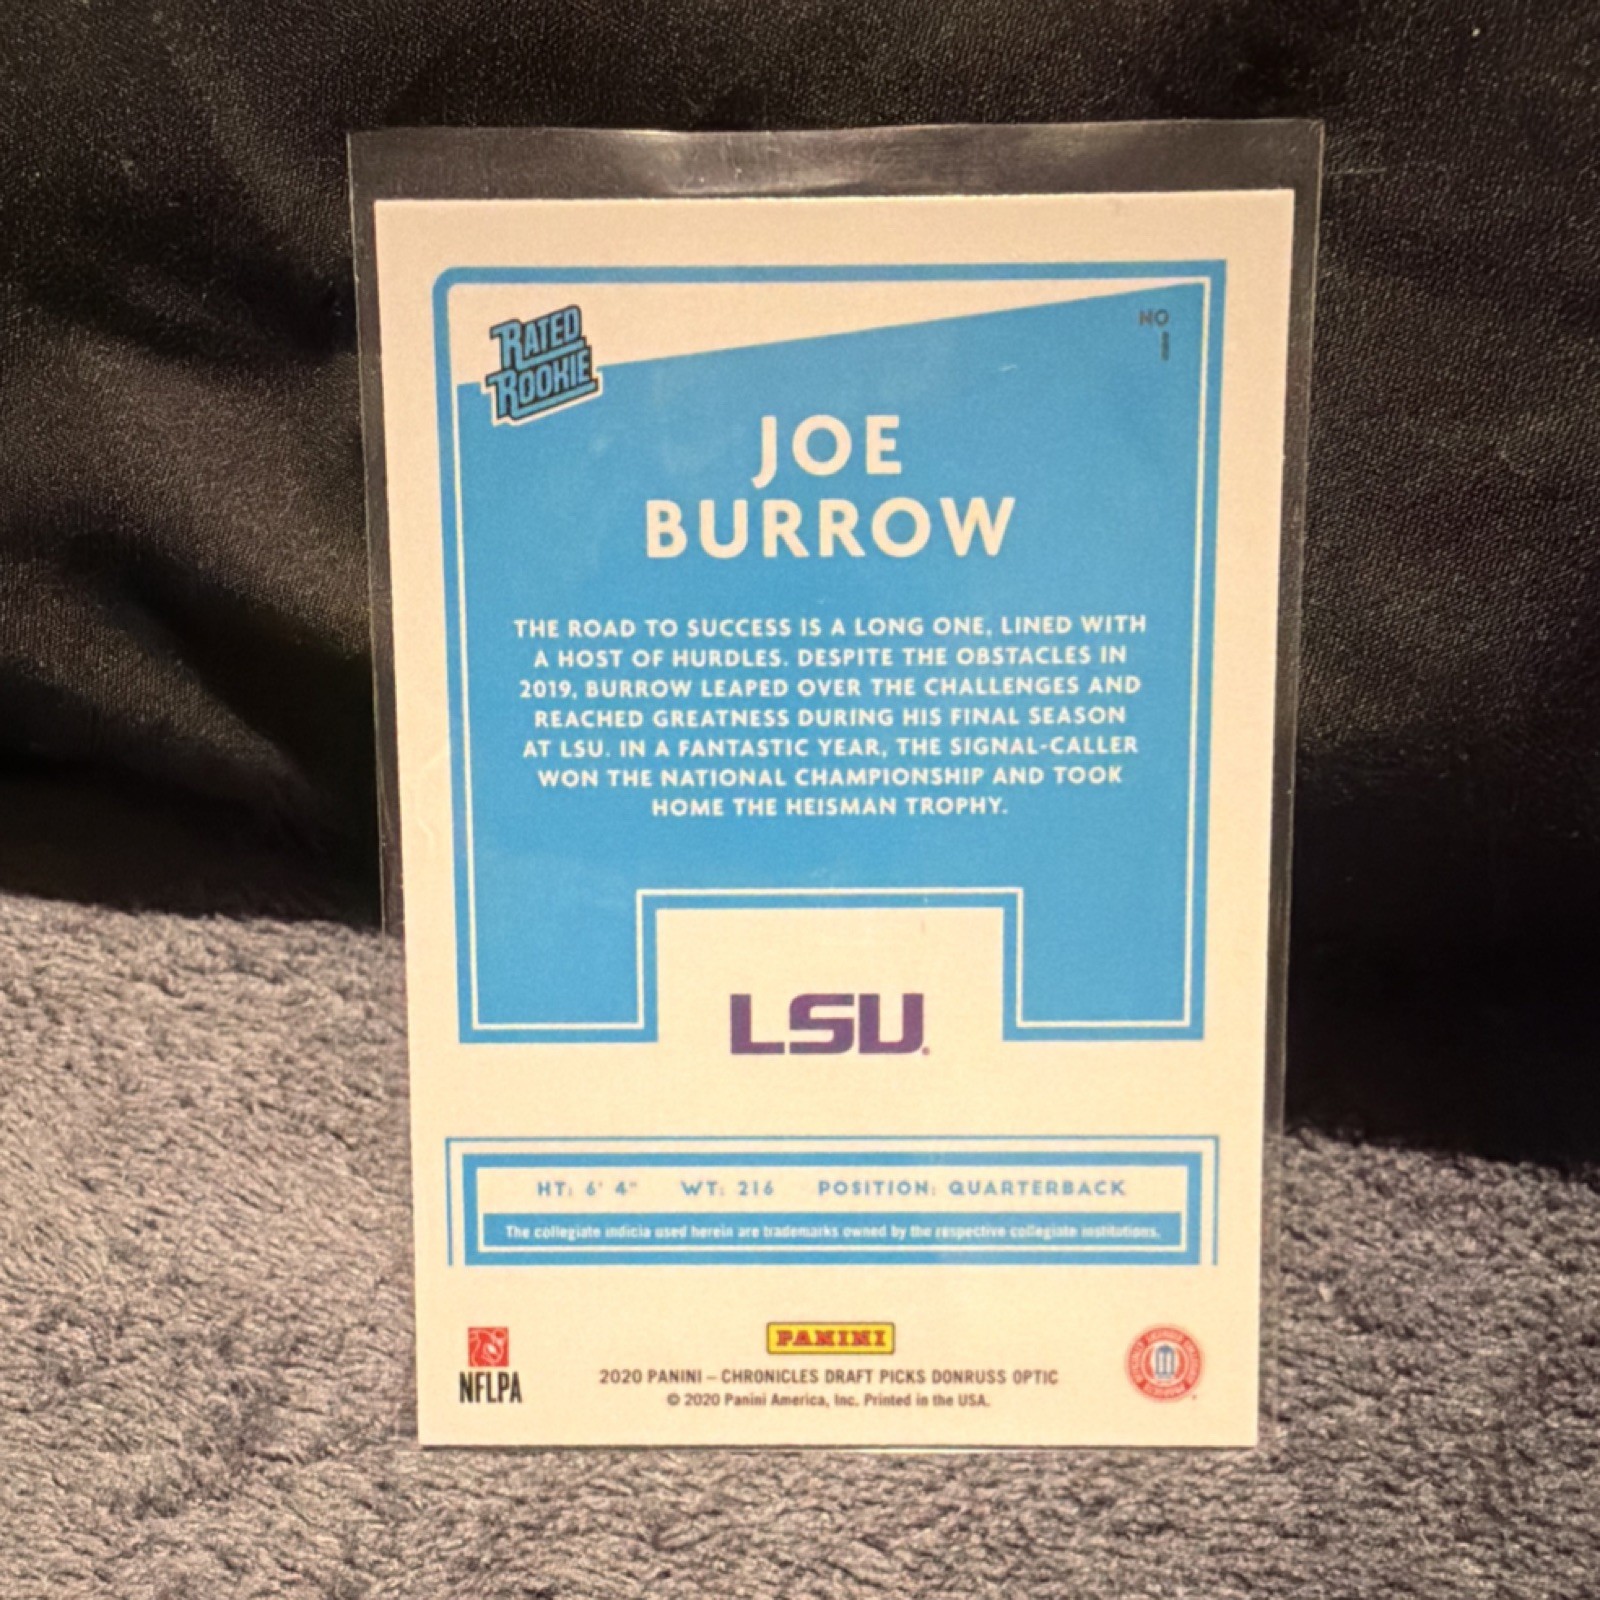 RATED
ROOKIE
NO
1
JOE
BURROW
THE ROAD TO SUCCESS IS A LONG ONE, LINED WITH
A HOST OF HURDLES. DESPITE THE OBSTACLES IN
2019, BURROW LEAPED OVER THE CHALLENGES AND
REACHED GREATNESS DURING HIS FINAL SEASON
AT LSU. IN A FANTASTIC YEAR, THE SIGNAL-CALLER
WON THE NATIONAL CHAMPIONSHIP AND TOOK
HOME THE HEISMAN TROPHY.
LSU
HT: 6' 4" WT: 216 POSITION: QUARTERBACK
The collegiate indicia used herein are trademarks owned by the respective collegiate institutions.
PANINI
NFLPA
2020 PANINI – CHRONICLES DRAFT PICKS DONRUSS OPTIC
© 2020 Panini America, Inc. Printed in the USA.